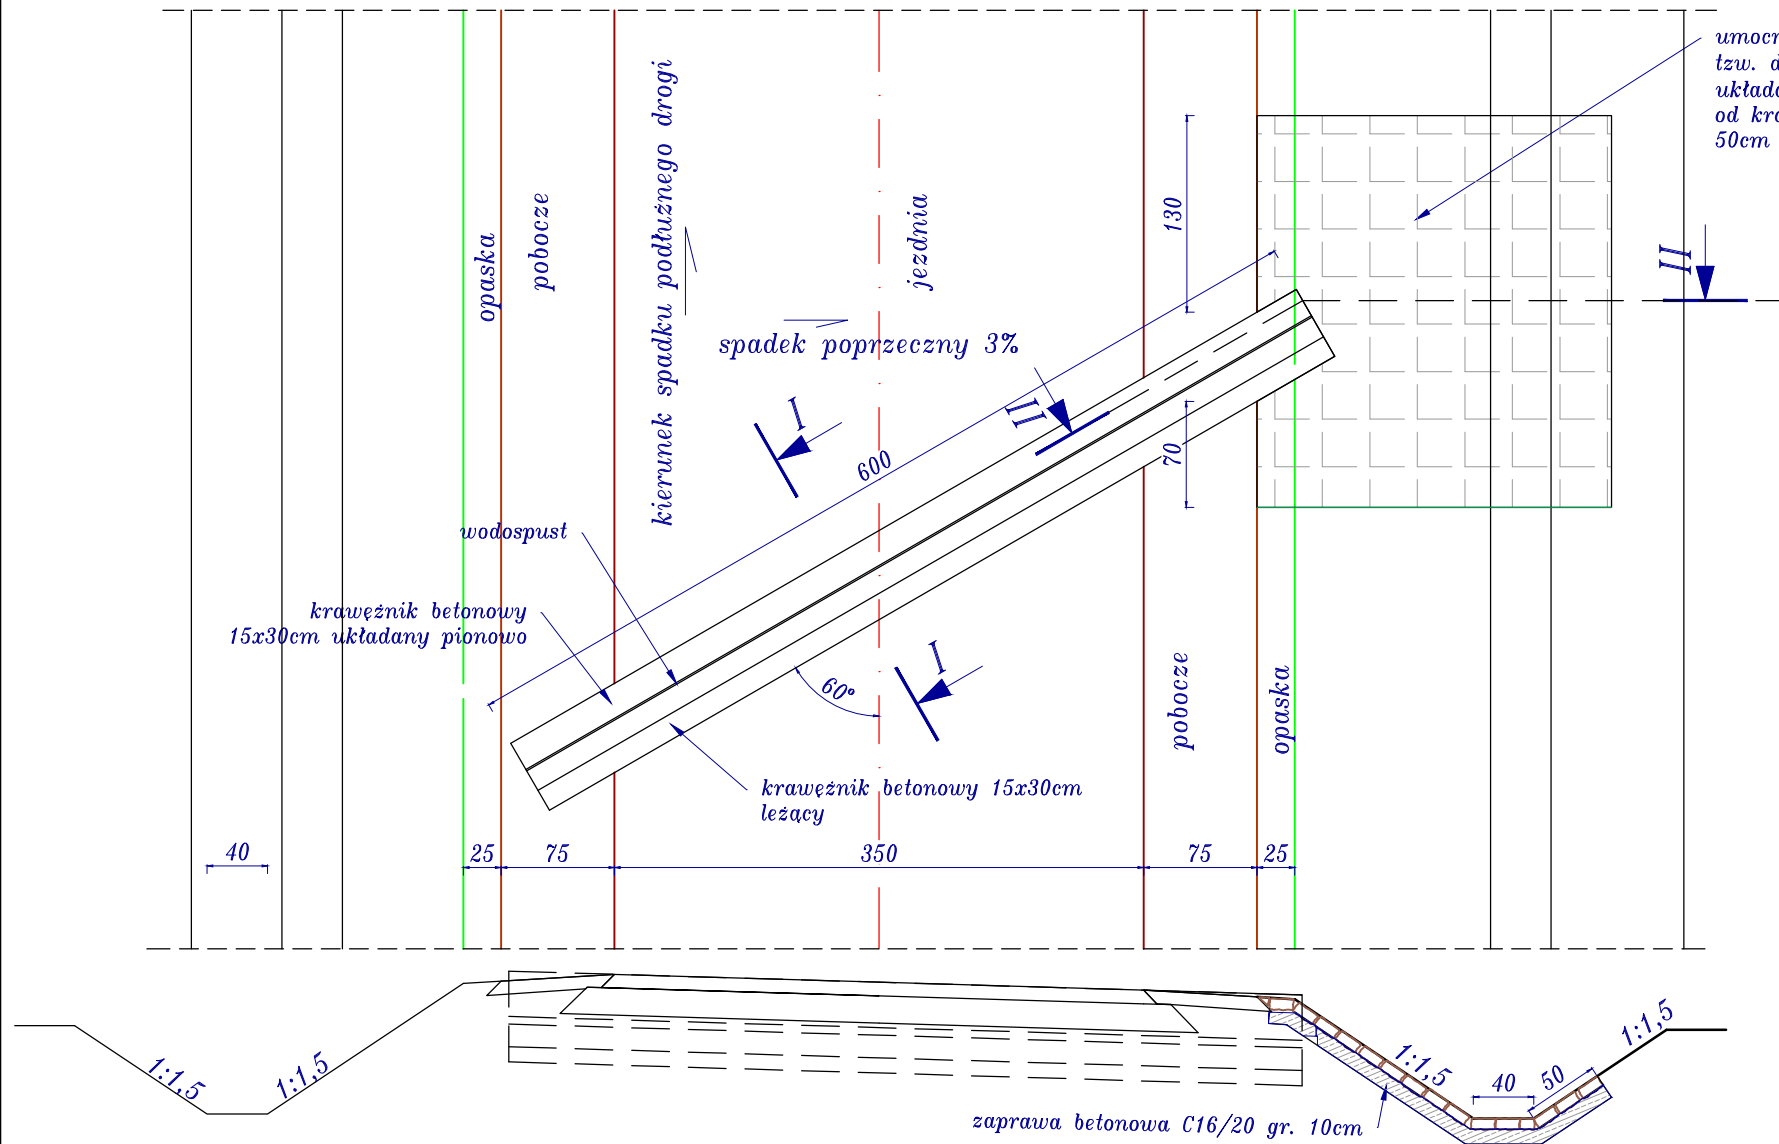 umocn
tzw. d
układa
od kra
50cm
kierunek spadku podłużnego drogi
opaska
pobocze
jezdnia
130
II
spadek poprzeczny 3%
I
II
600
70
wodospust
krawężnik betonowy
15x30cm układany pionowo
60°
I
pobocze
opaska
krawężnik betonowy 15x30cm
leżący
40
25
75
350
75
25
1:1,5
1:1,5
1:1,5
40
50
1:1,5
zaprawa betonowa C16/20 gr. 10cm